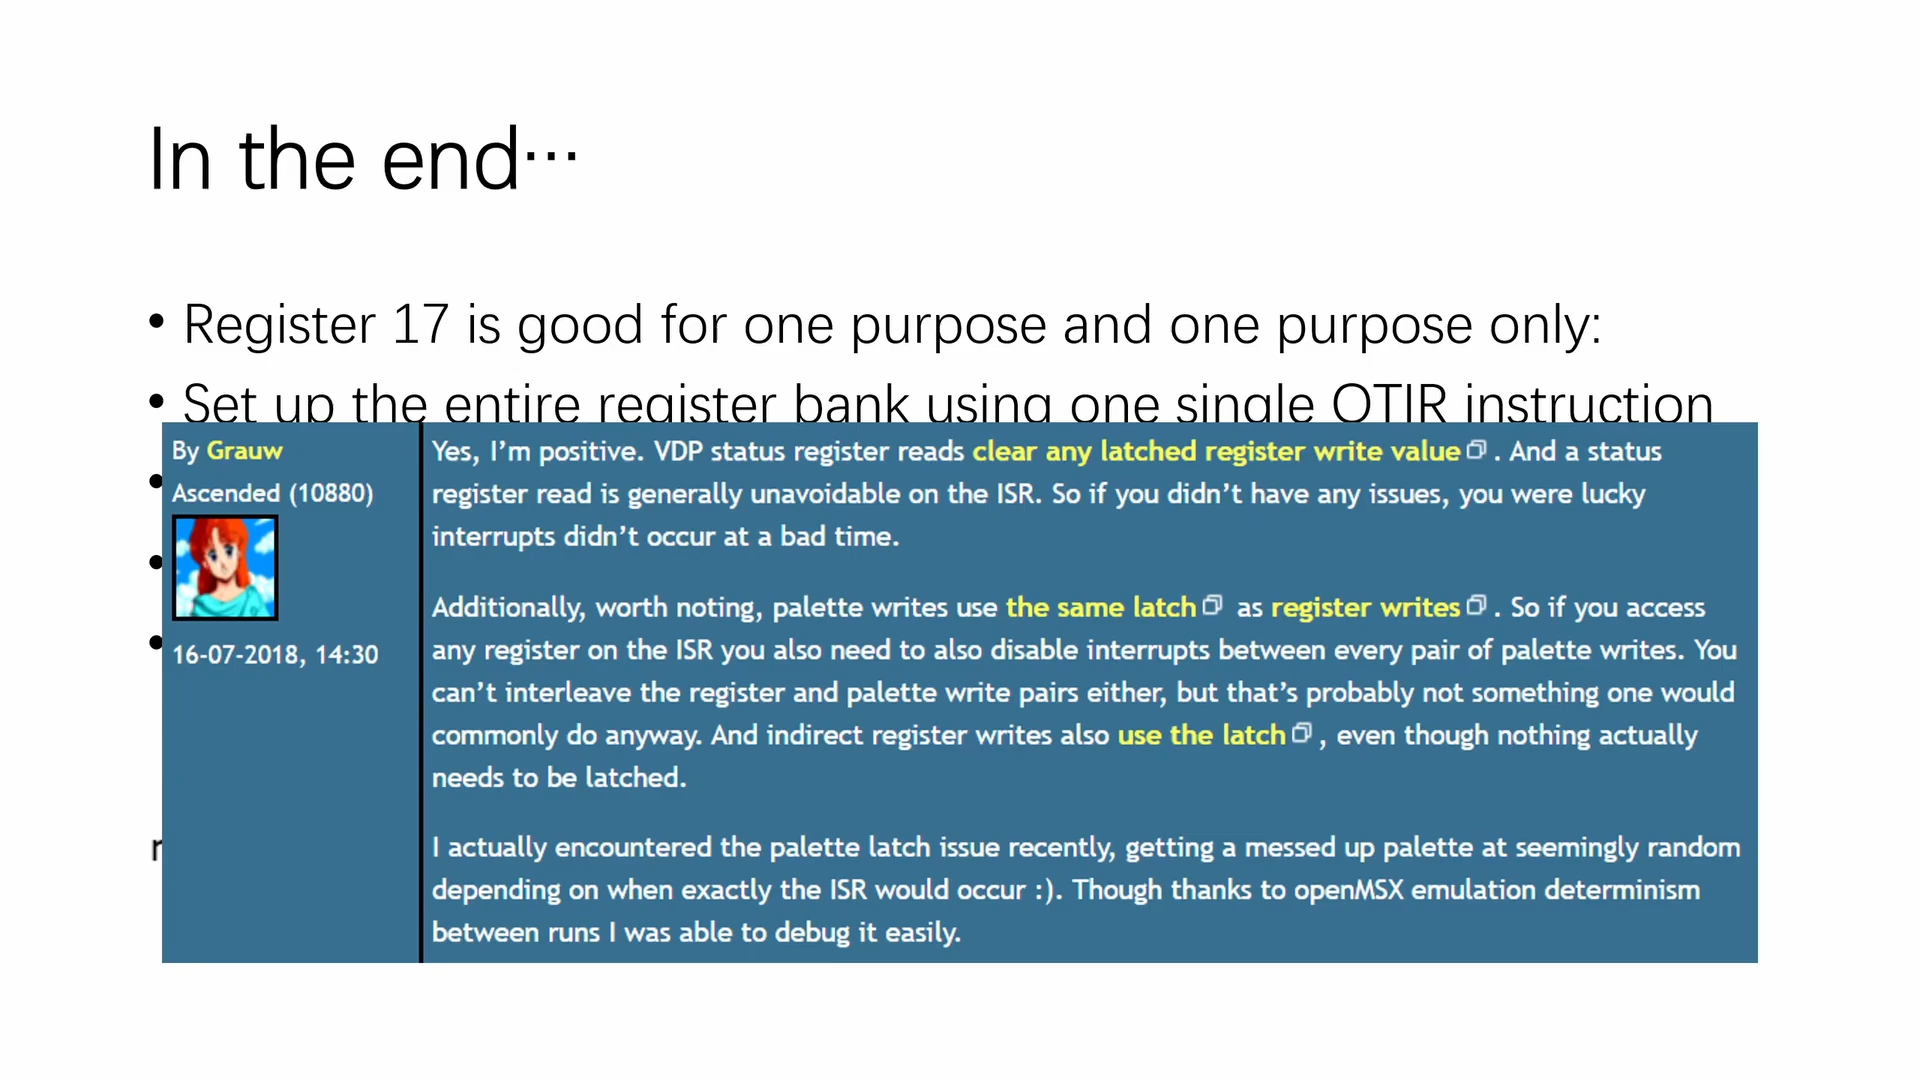 In the end…
• Register 17 is good for one purpose and one purpose only:
• Set up the entire register bank using one single OTIR instruction
By Grauw
Ascended (10880)
16-07-2018, 14:30
Yes, I’m positive. VDP status register reads clear any latched register write value . And a status
register read is generally unavoidable on the ISR. So if you didn’t have any issues, you were lucky
interrupts didn’t occur at a bad time.
Additionally, worth noting, palette writes use the same latch as register writes . So if you access
any register on the ISR you also need to also disable interrupts between every pair of palette writes. You
can’t interleave the register and palette write pairs either, but that’s probably not something one would
commonly do anyway. And indirect register writes also use the latch , even though nothing actually
needs to be latched.
I actually encountered the palette latch issue recently, getting a messed up palette at seemingly random
depending on when exactly the ISR would occur :). Though thanks to openMSX emulation determinism
between runs I was able to debug it easily.